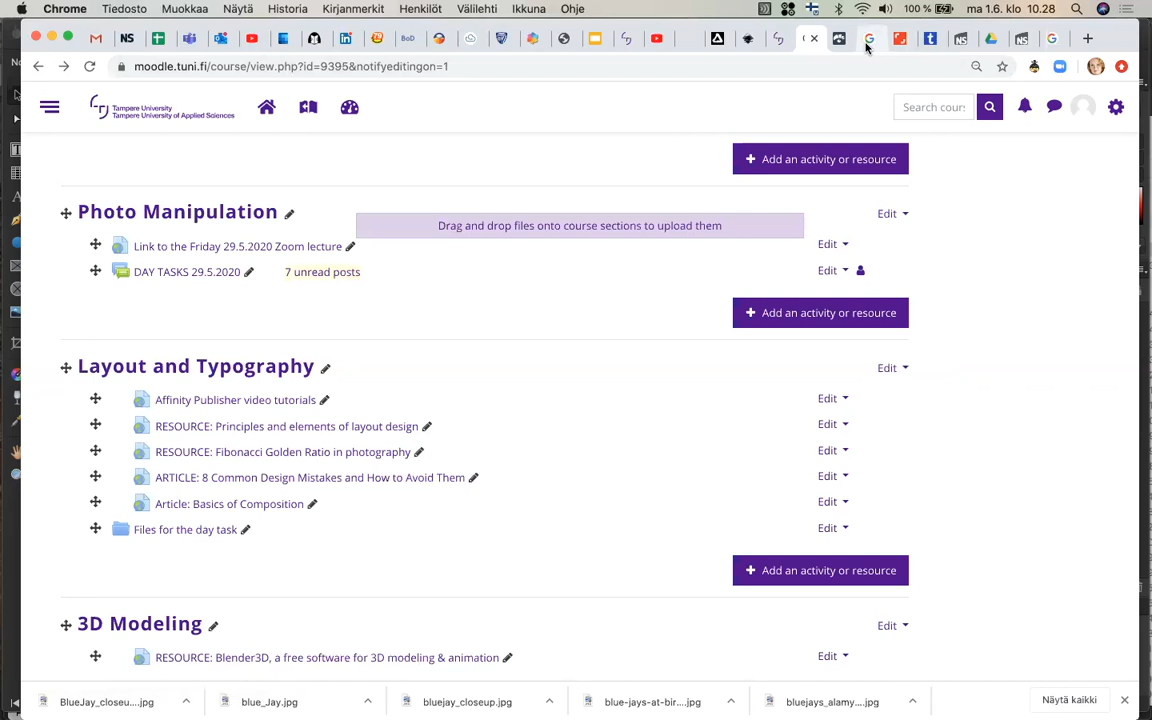 Chrome Tiedosto Muokkaa Näytä Historia Kirjanmerkit Henkilöt Välilehti Ikkuna Ohje 100 % ma 1.6. klo 10.28
moodle.tuni.fi/course/view.php?id=9395&notifyeditingon=1
Tampere University
Tampere University of Applied Sciences
Search cour:
+ Add an activity or resource
Photo Manipulation
Edit
Drag and drop files onto course sections to upload them
Link to the Friday 29.5.2020 Zoom lecture
Edit
DAY TASKS 29.5.2020 7 unread posts
Edit
+ Add an activity or resource
Layout and Typography
Edit
Affinity Publisher video tutorials
Edit
RESOURCE: Principles and elements of layout design
Edit
RESOURCE: Fibonacci Golden Ratio in photography
Edit
ARTICLE: 8 Common Design Mistakes and How to Avoid Them
Edit
Article: Basics of Composition
Edit
Files for the day task
Edit
+ Add an activity or resource
3D Modeling
Edit
RESOURCE: Blender3D, a free software for 3D modeling & animation
Edit
BlueJay_closeu....jpg blue_Jay.jpg bluejay_closeup.jpg blue-jays-at-bir....jpg bluejays_alamy....jpg Näytä kaikki